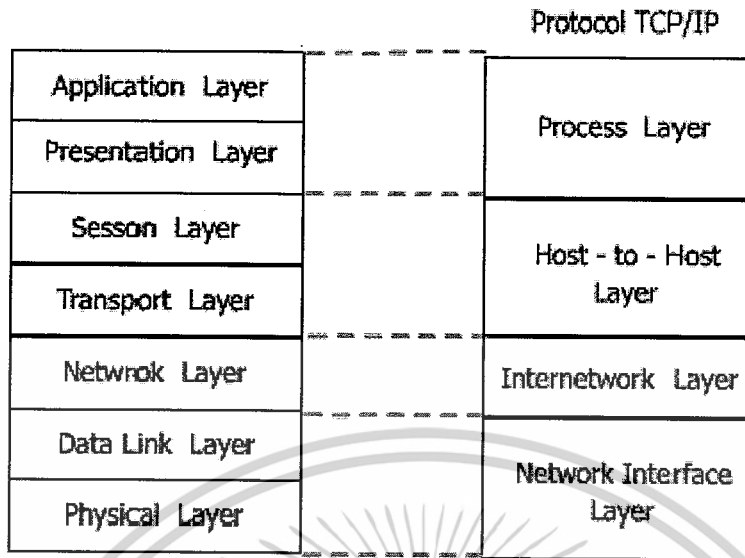 Protocol TCP/IP
Application Layer
Presentation Layer
Sesson Layer
Transport Layer
Netwrok Layer
Data Link Layer
Physical Layer
Process Layer
Host - to - Host
Layer
Internetwork Layer
Network Interface
Layer